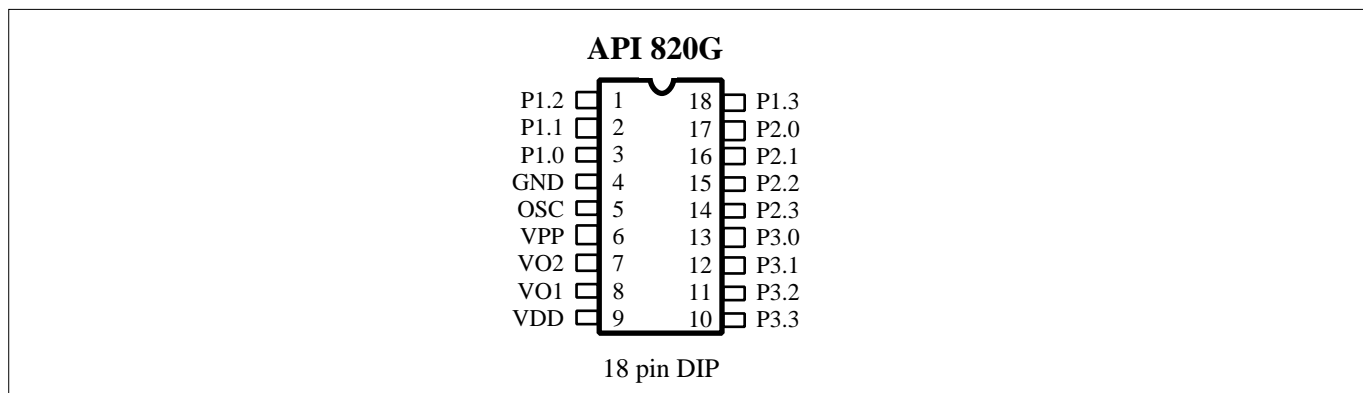 API 820G
P1.2 1 18 P1.3
P1.1 2 17 P2.0
P1.0 3 16 P2.1
GND 4 15 P2.2
OSC 5 14 P2.3
VPP 6 13 P3.0
VO2 7 12 P3.1
VO1 8 11 P3.2
VDD 9 10 P3.3
18 pin DIP